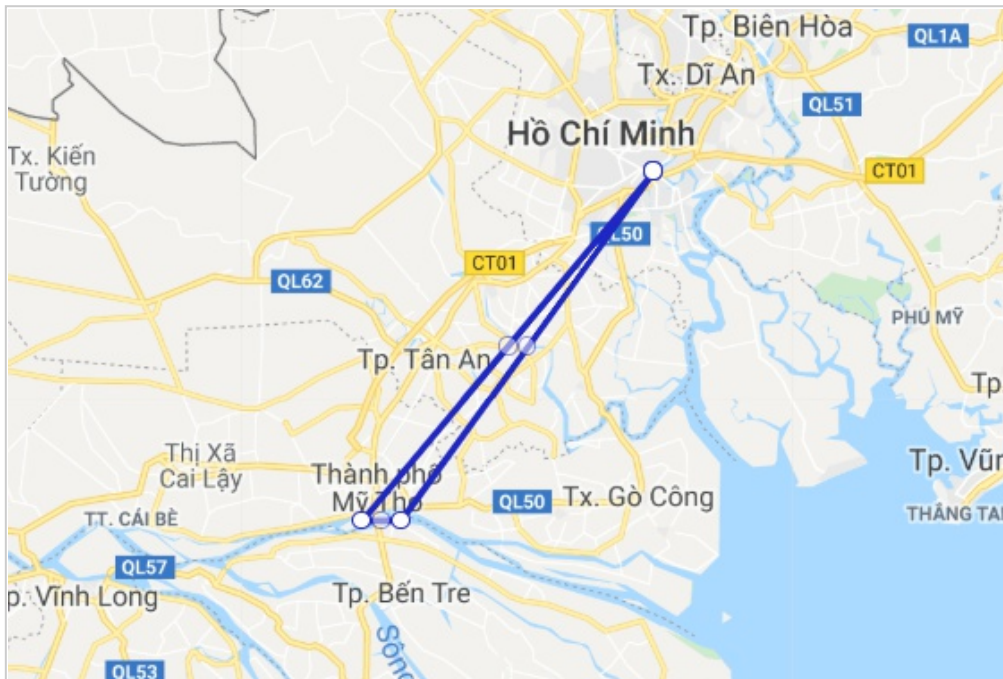 Tp. Biên Hòa
QL1A
Tx. Dĩ An
QL51
Hồ Chí Minh
Tx. Kiến
Tường
CT01
QL50
CT01
QL62
PHÚ MỸ
Tp. Tân An
Tp
Thị Xã
Cai Lậy
Thành phố
Mỹ Tho
Tp. Vũn
QL50
Tx. Gò Công
TT. CÁI BÈ
THẮNG TA
QL57
p. Vĩnh Long
Tp. Bến Tre
Sông
QL53